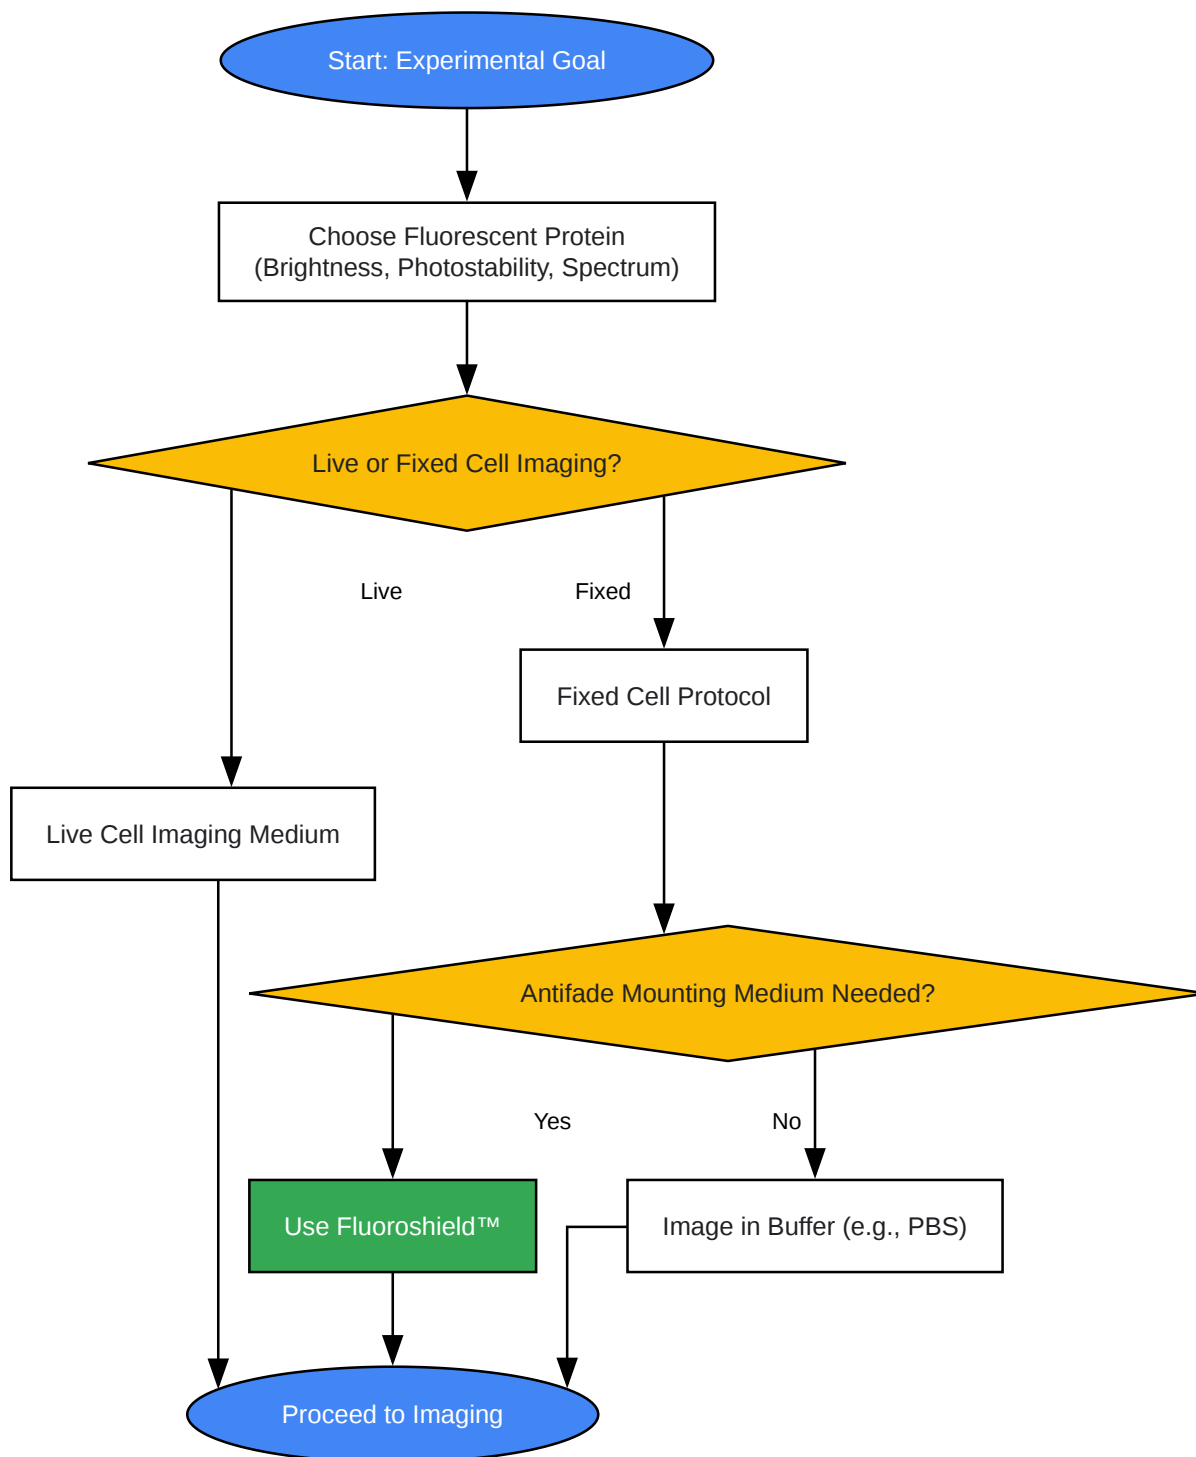 Start: Experimental Goal
Choose Fluorescent Protein
(Brightness, Photostability, Spectrum)
Live or Fixed Cell Imaging?
Live
Fixed
Fixed Cell Protocol
Live Cell Imaging Medium
Antifade Mounting Medium Needed?
Yes
No
Use Fluoroshield™
Image in Buffer (e.g., PBS)
Proceed to Imaging